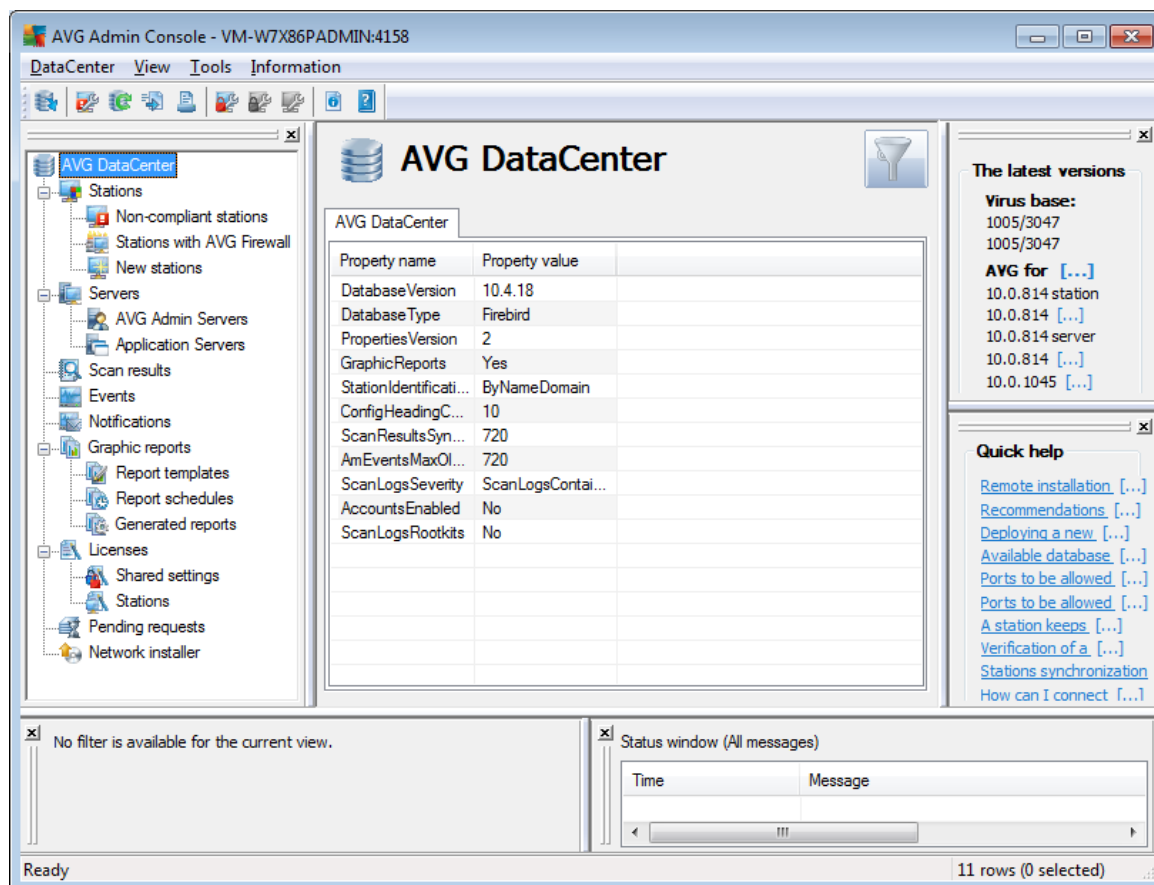 AVG Admin Console - VM-W7X86PADMIN:4158
DataCenter View Tools Information
AVG DataCenter
Stations
Non-compliant stations
Stations with AVG Firewall
New stations
Servers
AVG Admin Servers
Application Servers
Scan results
Events
Notifications
Graphic reports
Report templates
Report schedules
Generated reports
Licenses
Shared settings
Stations
Pending requests
Network installer
AVG DataCenter
AVG DataCenter
Property name Property value
DatabaseVersion 10.4.18
DatabaseType Firebird
PropertiesVersion 2
GraphicReports Yes
StationIdentificati... ByNameDomain
ConfigHeadingC... 10
ScanResultsSyn... 720
AmEventsMaxOl... 720
ScanLogsSeverity ScanLogsContai...
AccountsEnabled No
ScanLogsRootkits No
The latest versions
Virus base:
1005/3047
1005/3047
AVG for [...]
10.0.814 station
10.0.814 [...]
10.0.814 server
10.0.814 [...]
10.0.1045 [...]
Quick help
Remote installation [...]
Recommendations [...]
Deploying a new [...]
Available database [...]
Ports to be allowed [...]
Ports to be allowed [...]
A station keeps [...]
Verification of a [...]
Stations synchronization
How can I connect [...]
No filter is available for the current view.
Status window (All messages)
Time Message
Ready
11 rows (0 selected)